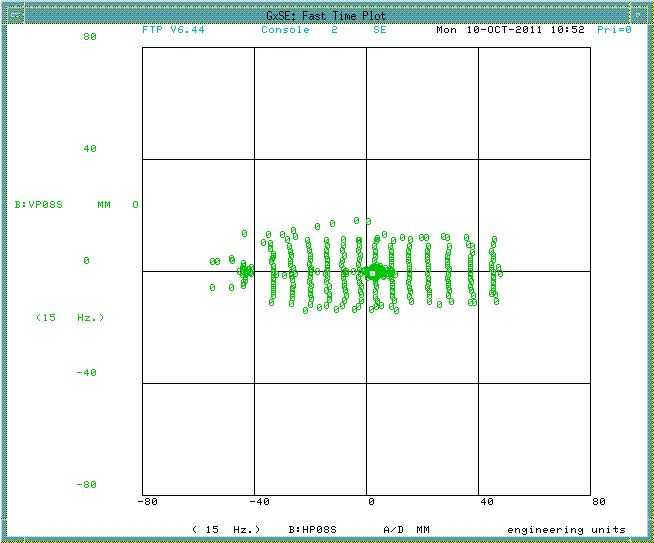 GxSE: Fast Time Plot
FTP V6.44 Console 2 SE Mon 10-OCT-2011 10:52 Pri=0
80
40
B:VP08S MM O
0
(15 Hz.)
-40
-80
-80 -40 0 40 80
( 15 Hz.) B:HP08S A/D MM engineering units